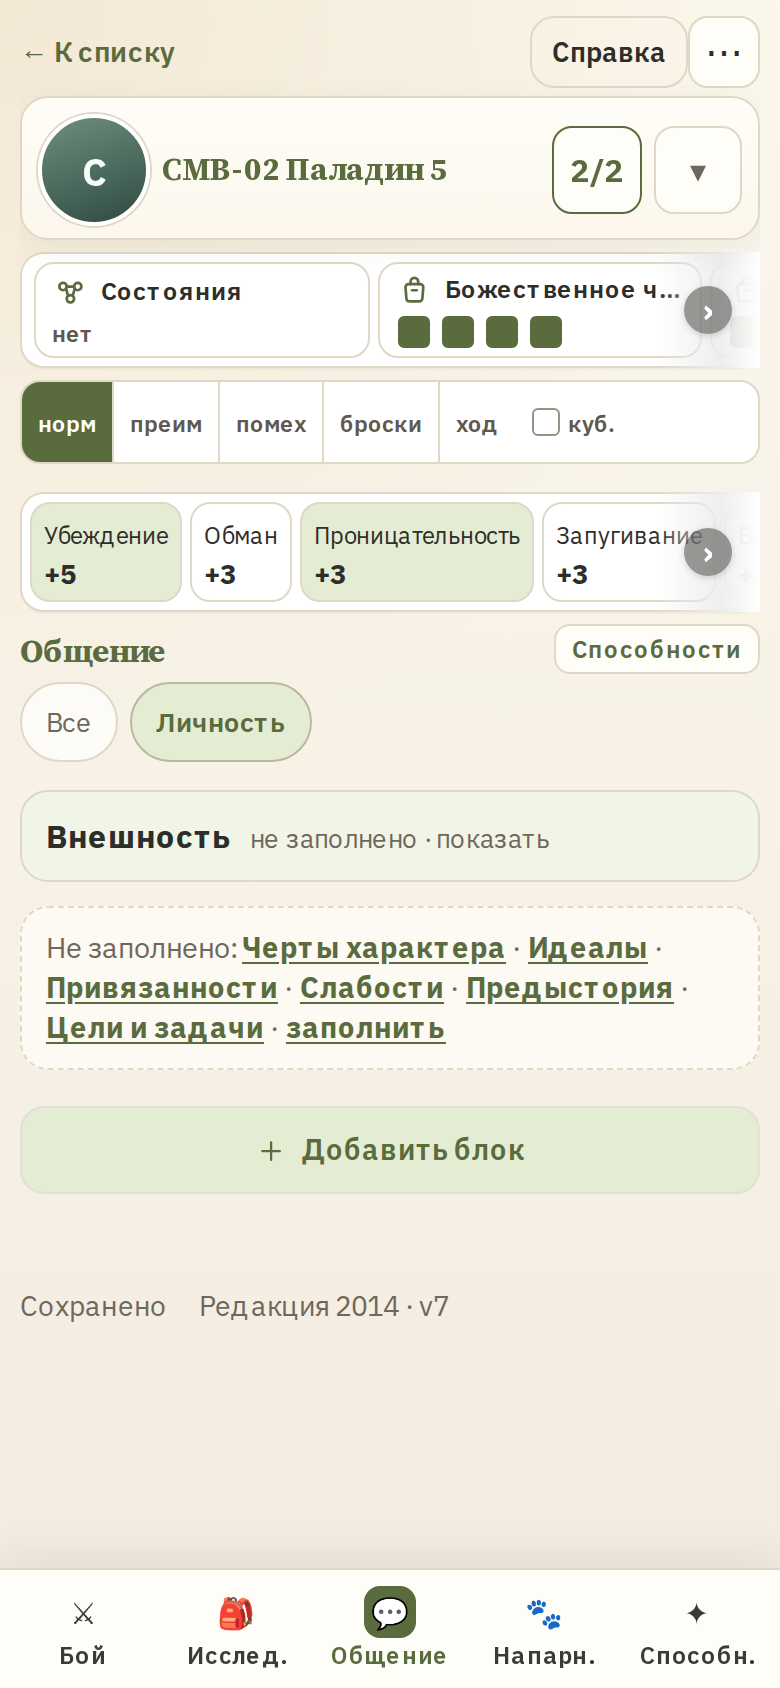 ← К списку
Справка
⋯
С
СМВ-02 Паладин 5
2/2
▼
Состояния
нет
Божественное ч…
›
норм
преим
помех
броски
ход
куб.
Убеждение
+5
Обман
+3
Проницательность
+3
Запугивание
+3
›
Общение
Способности
Все
Личность
Внешность не заполнено · показать
Не заполнено: Черты характера · Идеалы ·
Привязанности · Слабости · Предыстория ·
Цели и задачи · заполнить
+ Добавить блок
Сохранено Редакция 2014 · v7
Бой
Исслед.
Общение
Напарн.
Способн.